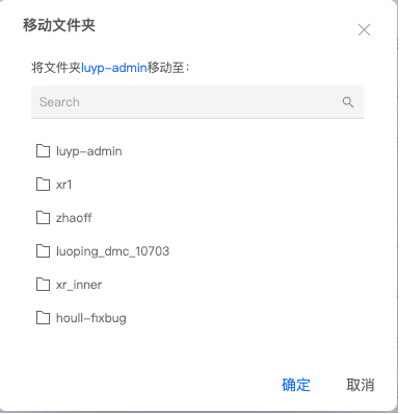 移动文件夹
将文件夹luyp-admin移动至：
Search
luyp-admin
xr1
zhaoff
luoping_dmc_10703
xr_inner
houll-fixbug
确定 取消